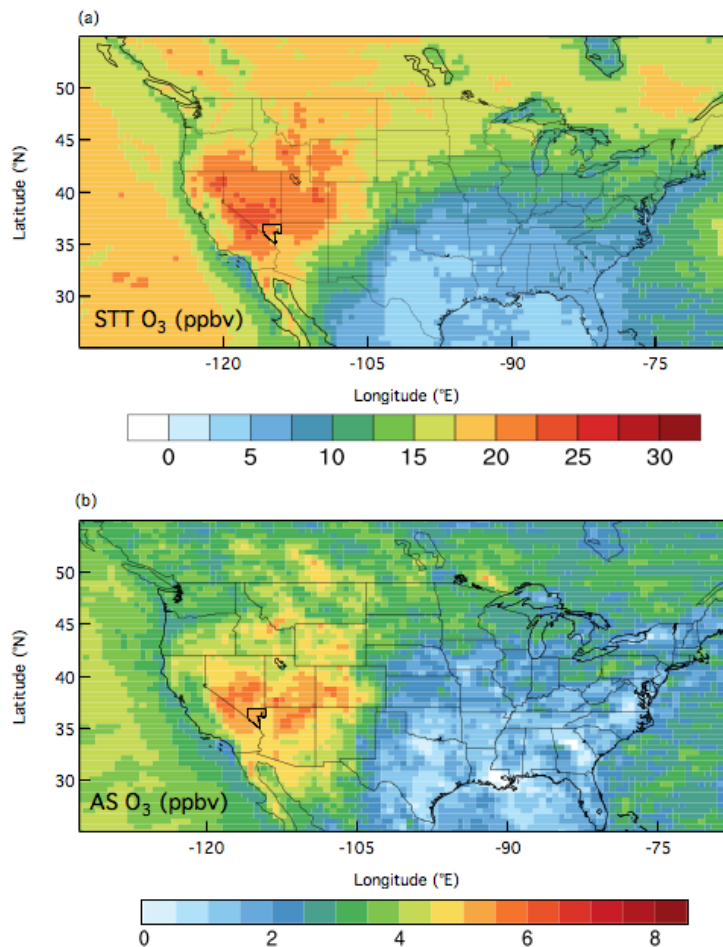 (a)
55
50
45
40
35
30
Latitude (°N)
STT O₃ (ppbv)
-120 -105 -90 -75
Longitude (°E)
0 5 10 15 20 25 30
(b)
55
50
45
40
35
30
Latitude (°N)
AS O₃ (ppbv)
-120 -105 -90 -75
Longitude (°E)
0 2 4 6 8